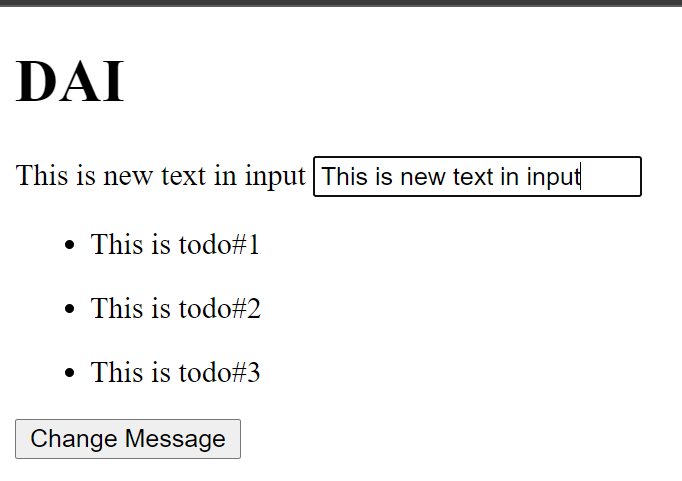 DAI
This is new text in input This is new text in input
This is todo#1
This is todo#2
This is todo#3
Change Message